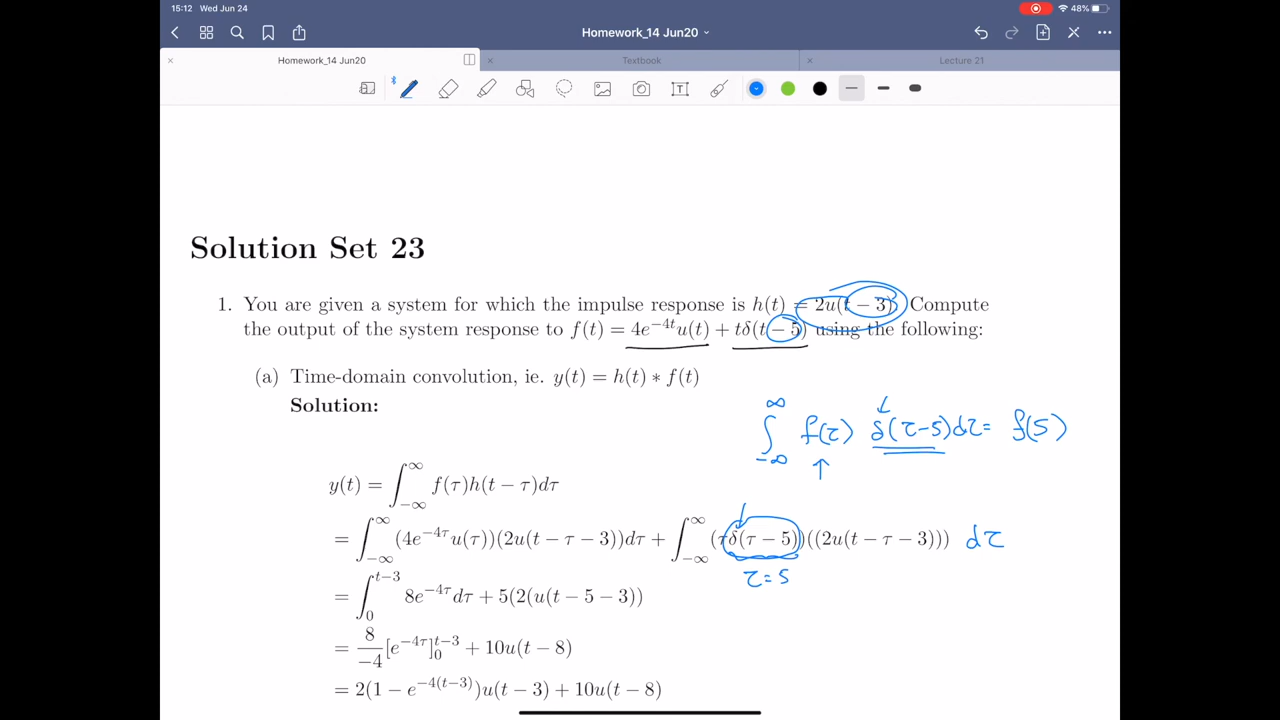 15:12 Wed Jun 24
48%
Homework_14 Jun20
Homework_14 Jun20
Textbook
Lecture 21
Solution Set 23
1. You are given a system for which the impulse response is h(t) = 2u(t − 3). Compute
the output of the system response to f(t) = 4e^{−4t}u(t) + tδ(t − 5) using the following:
(a) Time-domain convolution, ie. y(t) = h(t) ∗ f(t)
Solution:
∫_{−∞}^{∞} f(τ) δ(τ−5)dτ = f(5)
y(t) = ∫_{−∞}^{∞} f(τ)h(t − τ)dτ
= ∫_{−∞}^{∞} (4e^{−4τ}u(τ))(2u(t − τ − 3))dτ + ∫_{−∞}^{∞} (τδ(τ − 5))((2u(t − τ − 3))) dτ
τ=5
= ∫_{0}^{t−3} 8e^{−4τ}dτ + 5(2(u(t − 5 − 3))
= 8/−4 [e^{−4τ}]_{0}^{t−3} + 10u(t − 8)
= 2(1 − e^{−4(t−3)})u(t − 3) + 10u(t − 8)